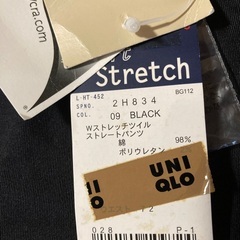 cra.com
Stretch
L-HT-452
BG112
SPNO. 2H834
COL. 09 BLACK
Wストレッチツイル
ストレートパンツ
綿 98%
ポリウレタン
UNI
QLO
028 P-1